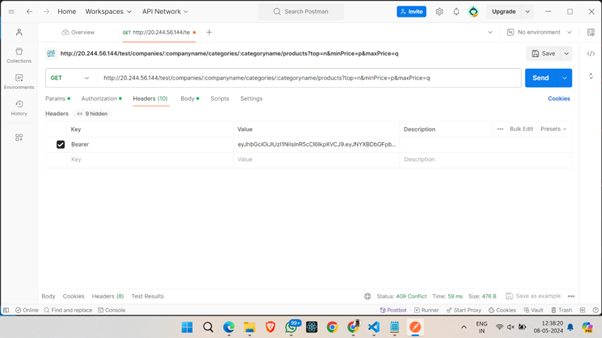 Home Workspaces API Network Search Postman Invite Upgrade
Overview GET http://20.244.56.144/te No environment
http://20.244.56.144/test/companies/:companyname/categories/:categoryname/products?top=n&minPrice=p&maxPrice=q Save
GET http://20.244.56.144/test/companies/:companyname/categories/:categoryname/products?top=n&minPrice=p&maxPrice=q Send
Collections
Environments
History
Params Authorization Headers (10) Body Scripts Settings Cookies
Headers 9 hidden
Key Value Description Bulk Edit Presets
Bearer
Key Value Description
Body Cookies Headers (8) Test Results Status: 409 Conflict Time: 59 ms Size: 476 B Save as example
Online Find and replace Console Postbot Runner Start Proxy Cookies Vault Trash
99+
ENG 12:38:20
IN 08-05-2024